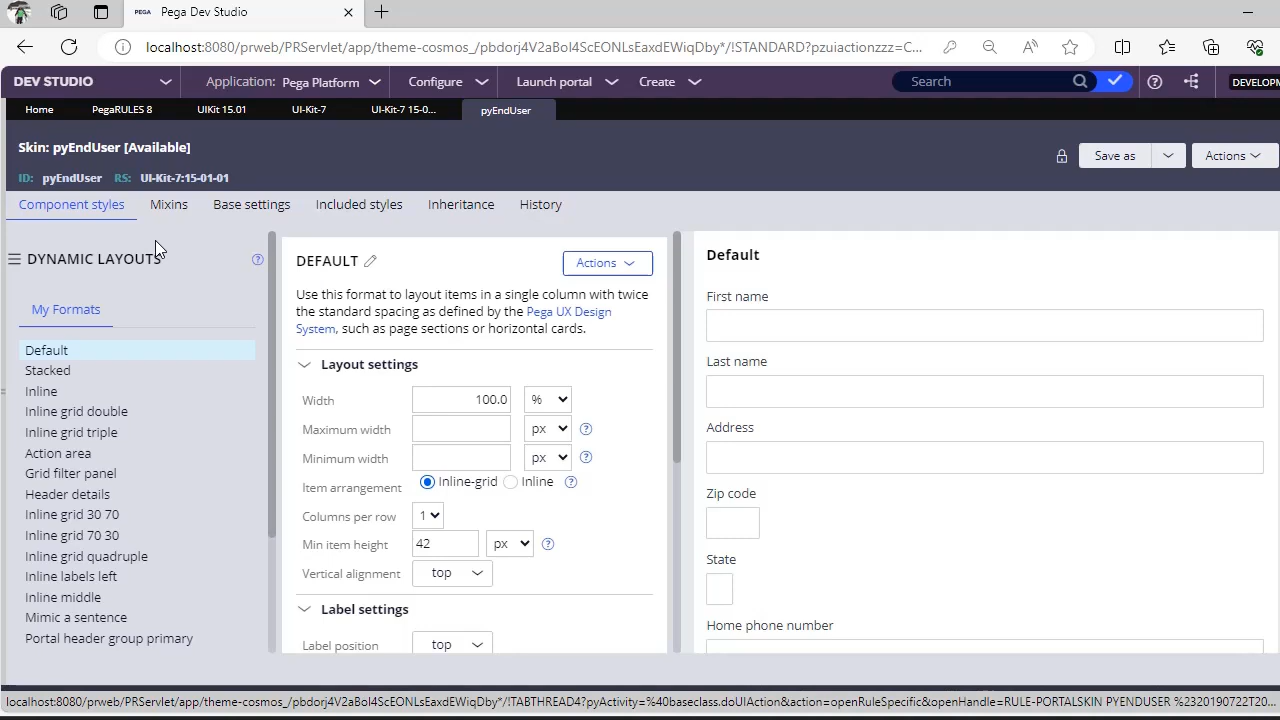 PEGA Pega Dev Studio
localhost:8080/prweb/PRServlet/app/theme-cosmos_/pbdorj4V2aBoI4ScEONLsEaxdEWiqDby*/!STANDARD?pzuiactionzzz=C...
DEV STUDIO Application: Pega Platform Configure Launch portal Create Search DEVELOPM
Home PegaRULES 8 UIKit 15.01 UI-Kit-7 UI-Kit-7 15-0... pyEndUser
Skin: pyEndUser [Available]
Save as Actions
ID: pyEndUser RS: UI-Kit-7:15-01-01
Component styles Mixins Base settings Included styles Inheritance History
DYNAMIC LAYOUTS
My Formats
Default
Stacked
Inline
Inline grid double
Inline grid triple
Action area
Grid filter panel
Header details
Inline grid 30 70
Inline grid 70 30
Inline grid quadruple
Inline labels left
Inline middle
Mimic a sentence
Portal header group primary
DEFAULT Actions
Use this format to layout items in a single column with twice
the standard spacing as defined by the Pega UX Design
System, such as page sections or horizontal cards.
Layout settings
Width 100.0 %
Maximum width px
Minimum width px
Item arrangement Inline-grid Inline
Columns per row 1
Min item height 42 px
Vertical alignment top
Label settings
Label position top
Default
First name
Last name
Address
Zip code
State
Home phone number
localhost:8080/prweb/PRServlet/app/theme-cosmos_/pbdorj4V2aBoI4ScEONLsEaxdEWiqDby*/!TABTHREAD4?pyActivity=%40baseclass.doUIAction&action=openRuleSpecific&openHandle=RULE-PORTALSKIN PYENDUSER %2320190722T20...